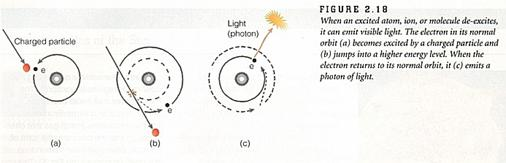 FIGURE 2.18
When an excited atom, ion, or molecule de-excites,
it can emit visible light. The electron in its normal
orbit (a) becomes excited by a charged particle and
(b) jumps into a higher energy level. When the
electron returns to its normal orbit, it (c) emits a
photon of light.
Charged particle
e
(a)
e
(b)
Light
(photon)
e
(c)